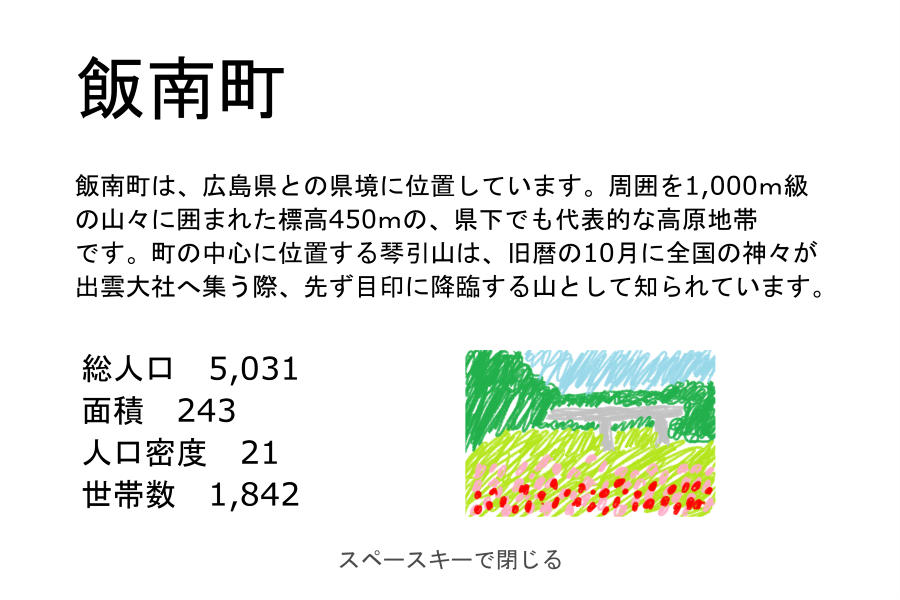 飯南町
飯南町は、広島県との県境に位置しています。周囲を1,000m級
の山々に囲まれた標高450mの、県下でも代表的な高原地帯
です。町の中心に位置する琴引山は、旧暦の10月に全国の神々が
出雲大社へ集う際、先ず目印に降臨する山として知られています。
総人口　5,031
面積　243
人口密度　21
世帯数　1,842
スペースキーで閉じる